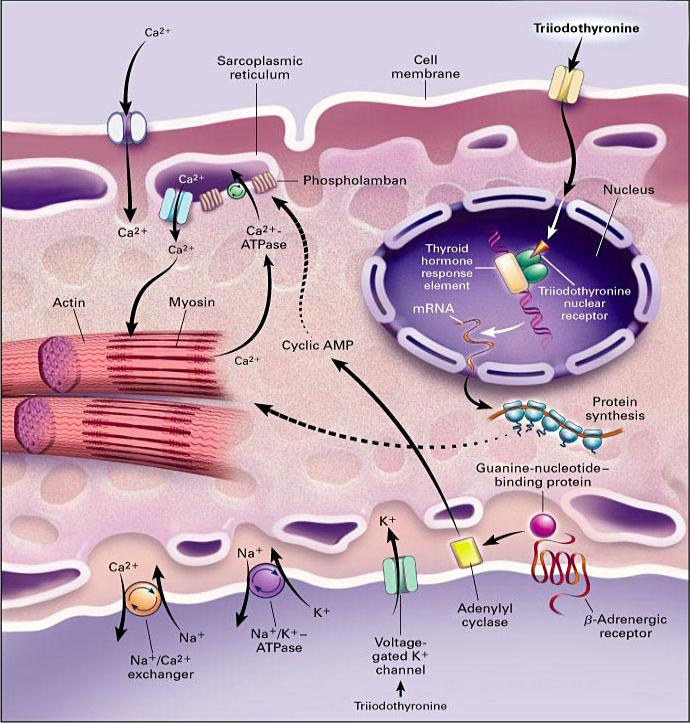 Ca²⁺
Sarcoplasmic
reticulum
Cell
membrane
Triiodothyronine
Ca²⁺
Phospholamban
Nucleus
Ca²⁺
Ca²⁺
Ca²⁺-
ATPase
Thyroid
hormone
response
element
Triiodothyronine
nuclear
receptor
mRNA
Actin
Myosin
Ca²⁺
Cyclic AMP
Protein
synthesis
Guanine-nucleotide–
binding protein
K⁺
Ca²⁺
Na⁺
Na⁺
K⁺
Na⁺/Ca²⁺
exchanger
Na⁺/K⁺–
ATPase
Voltage-
gated K⁺
channel
Triiodothyronine
Adenylyl
cyclase
β-Adrenergic
receptor